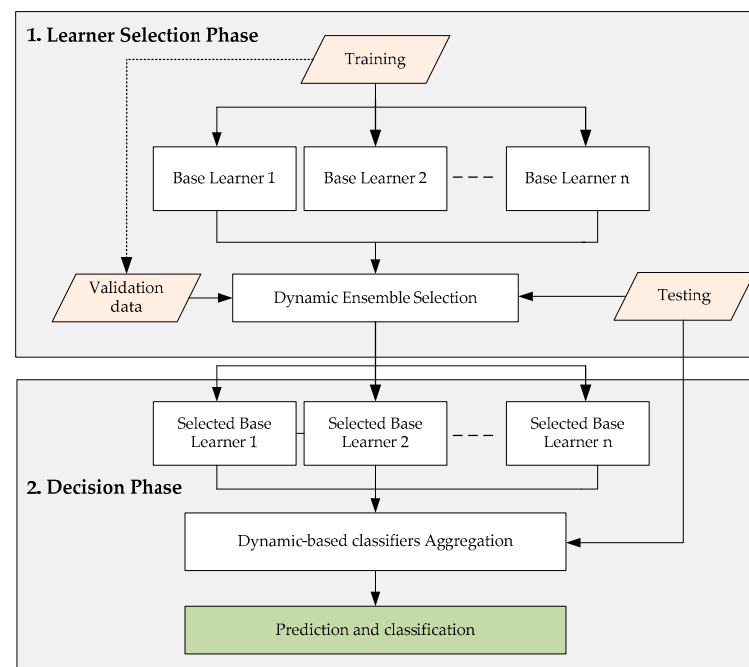 1. Learner Selection Phase
Training
Base Learner 1
Base Learner 2
Base Learner n
Validation
data
Dynamic Ensemble Selection
Testing
Selected Base
Learner 1
Selected Base
Learner 2
Selected Base
Learner n
2. Decision Phase
Dynamic-based classifiers Aggregation
Prediction and classification